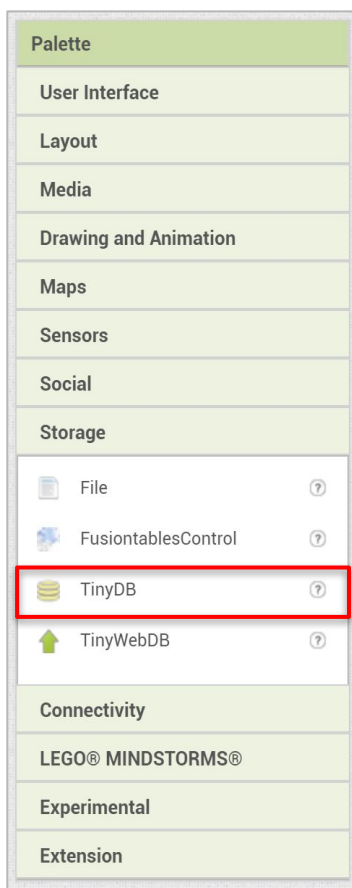 Palette
User Interface
Layout
Media
Drawing and Animation
Maps
Sensors
Social
Storage
File ?
FusiontablesControl ?
TinyDB ?
TinyWebDB ?
Connectivity
LEGO® MINDSTORMS®
Experimental
Extension